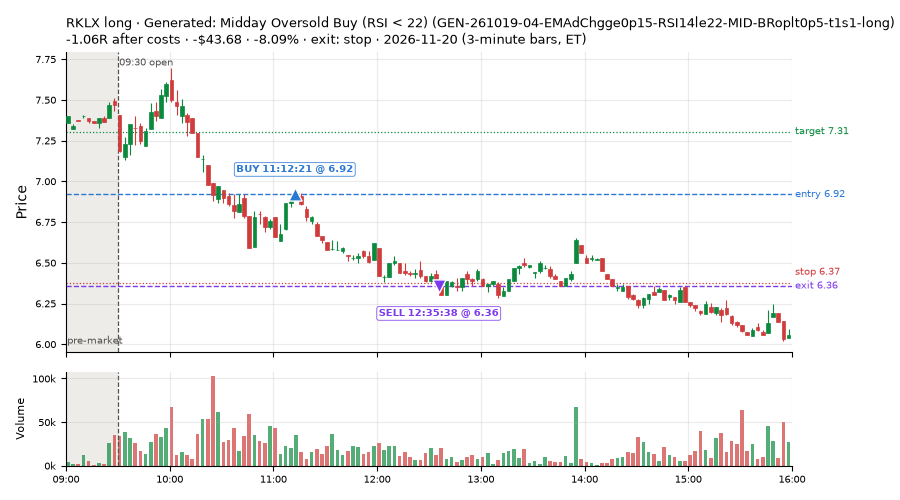 RKLX long · Generated: Midday Oversold Buy (RSI < 22) (GEN-261019-04-EMAdChgge0p15-RSI14le22-MID-BRoplt0p5-t1s1-long)
-1.06R after costs · -$43.68 · -8.09% · exit: stop · 2026-11-20 (3-minute bars, ET)
09:30 open
7.75
7.50
7.25
7.00
6.75
6.50
6.25
6.00
Price
target 7.31
BUY 11:12:21 @ 6.92
entry 6.92
stop 6.37
exit 6.36
SELL 12:35:38 @ 6.36
pre-market
100k
50k
0k
Volume
09:00
10:00
11:00
12:00
13:00
14:00
15:00
16:00